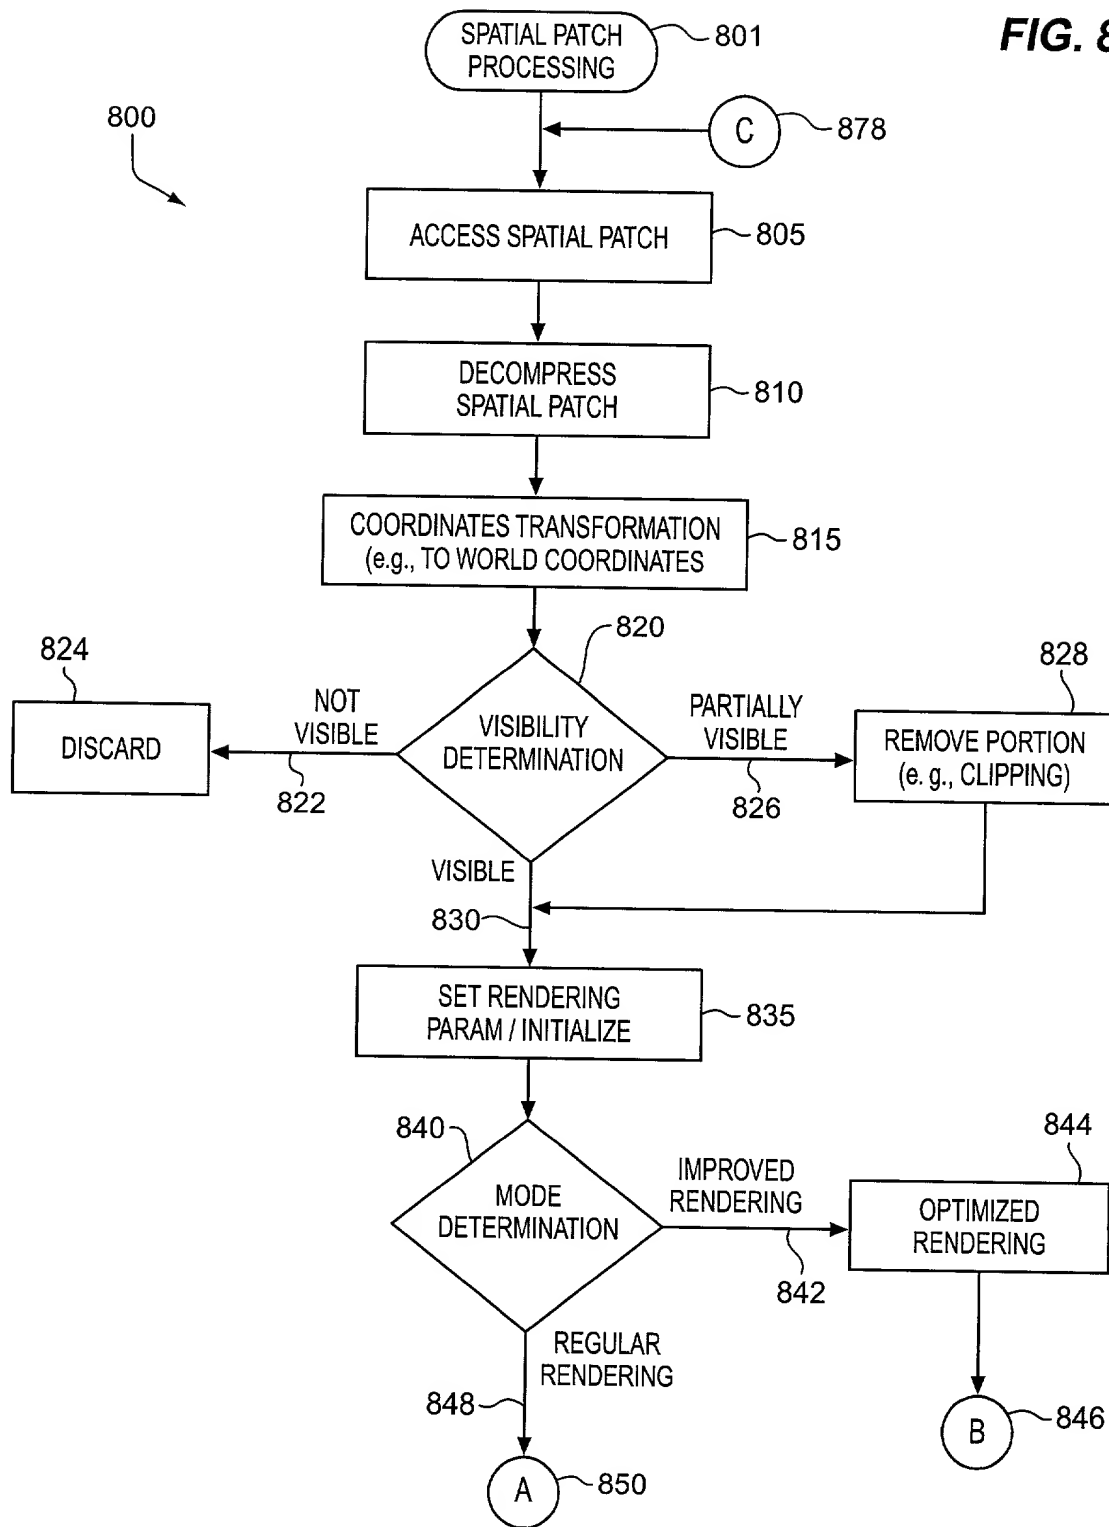 FIG. 8
SPATIAL PATCH
PROCESSING
801
800
C
878
ACCESS SPATIAL PATCH
805
DECOMPRESS
SPATIAL PATCH
810
COORDINATES TRANSFORMATION
(e.g., TO WORLD COORDINATES
815
820
824
DISCARD
NOT
VISIBLE
822
VISIBILITY
DETERMINATION
PARTIALLY
VISIBLE
826
828
REMOVE PORTION
(e. g., CLIPPING)
VISIBLE
830
SET RENDERING
PARAM / INITIALIZE
835
840
MODE
DETERMINATION
IMPROVED
RENDERING
842
844
OPTIMIZED
RENDERING
REGULAR
RENDERING
848
B
846
A
850